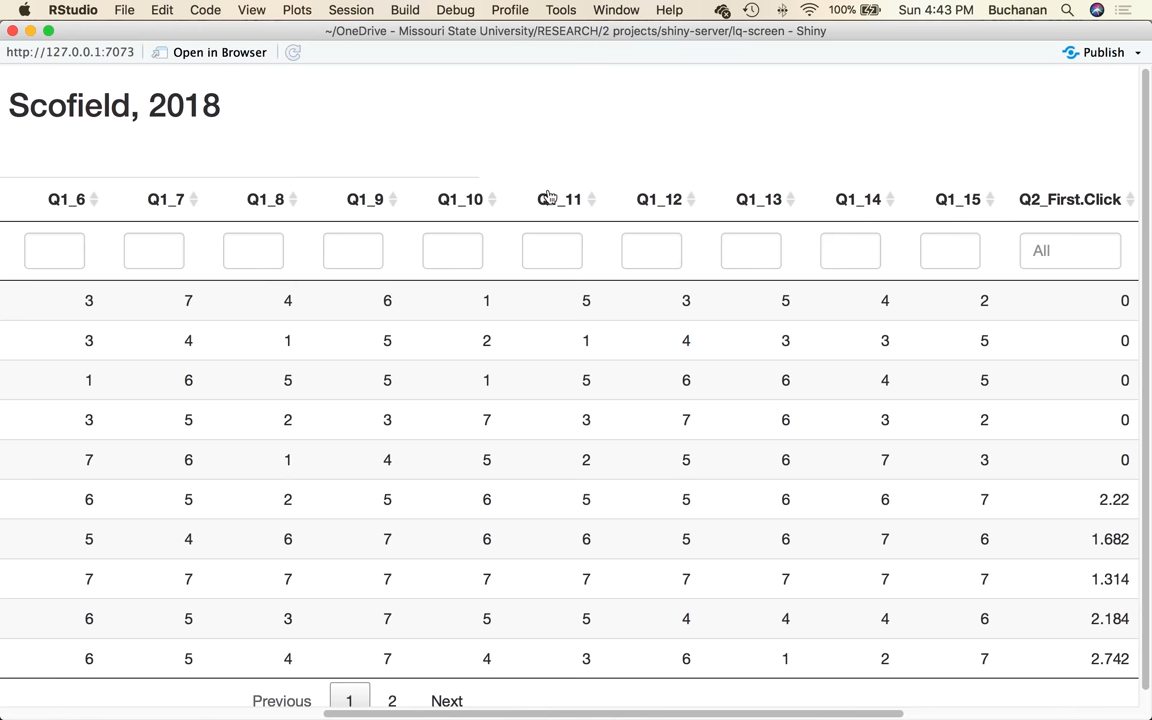 RStudio File Edit Code View Plots Session Build Debug Profile Tools Window Help 100% Sun 4:43 PM Buchanan
~/OneDrive - Missouri State University/RESEARCH/2 projects/shiny-server/lq-screen - Shiny
http://127.0.0.1:7073 Open in Browser Publish
Scofield, 2018
Q1_6 Q1_7 Q1_8 Q1_9 Q1_10 Q1_11 Q1_12 Q1_13 Q1_14 Q1_15 Q2_First.Click
All
3 7 4 6 1 5 3 5 4 2 0
3 4 1 5 2 1 4 3 3 5 0
1 6 5 5 1 5 6 6 4 5 0
3 5 2 3 7 3 7 6 3 2 0
7 6 1 4 5 2 5 6 7 3 0
6 5 2 5 6 5 5 6 6 7 2.22
5 4 6 7 6 6 5 6 7 6 1.682
7 7 7 7 7 7 7 7 7 7 1.314
6 5 3 7 5 5 4 4 4 6 2.184
6 5 4 7 4 3 6 1 2 7 2.742
Previous 1 2 Next